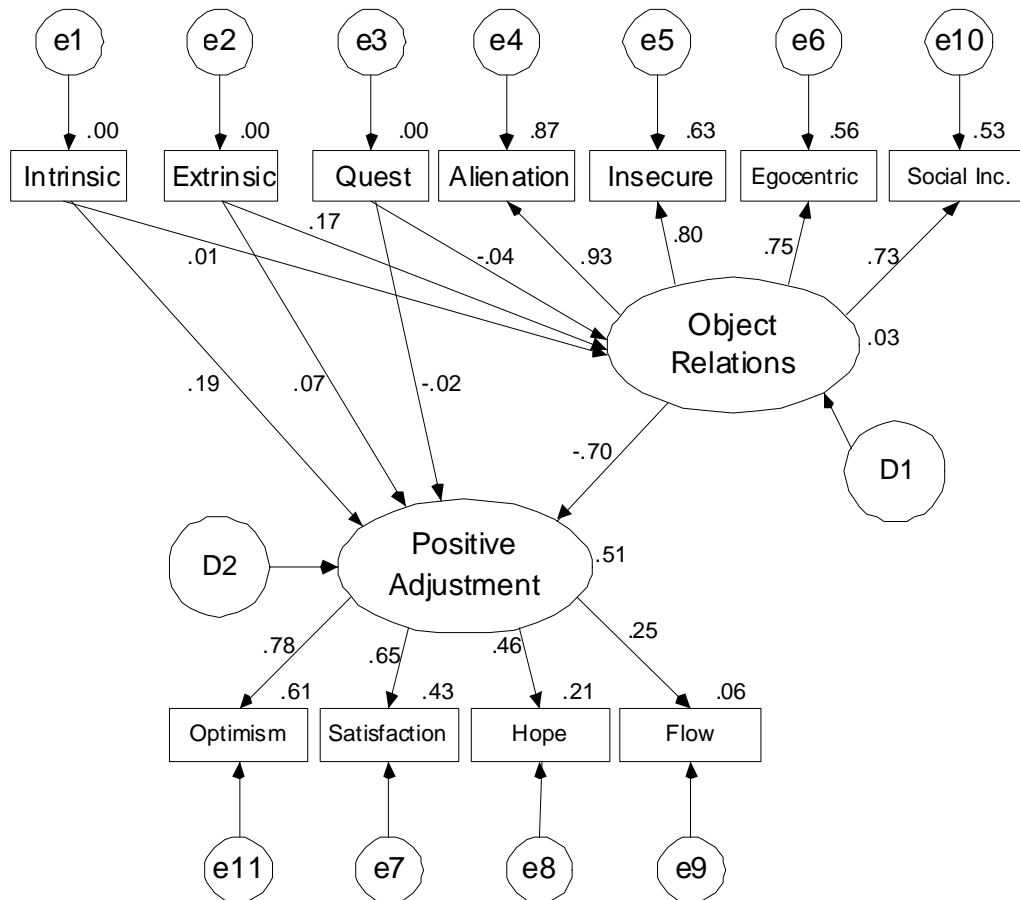 e1 e2 e3 e4 e5 e6 e10
.00 .00 .00 .87 .63 .56 .53
Intrinsic Extrinsic Quest Alienation Insecure Egocentric Social Inc.
.17 .80
.01 -.04 .93 .75 .73
Object
Relations
.03
.19 .07 -.02
-.70
D1
Positive
Adjustment
.51
D2
.78 .65 .46 .25
.61 .43 .21 .06
Optimism Satisfaction Hope Flow
e11 e7 e8 e9